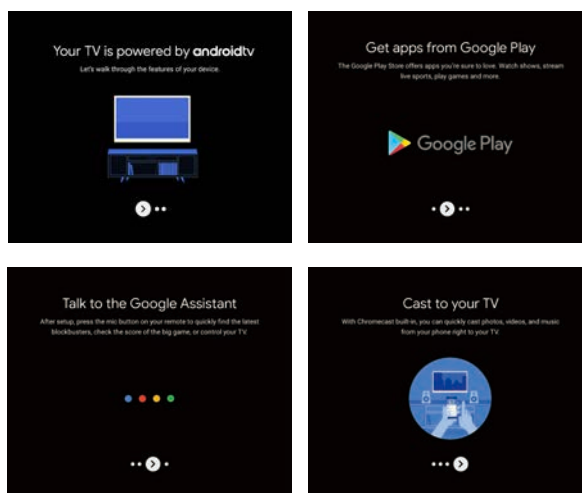 Your TV is powered by androidtv
Let's walk through the features of your device.
Get apps from Google Play
The Google Play Store offers apps you're sure to love. Watch shows, stream
live sports, play games and more.
Google Play
Talk to the Google Assistant
After setup, press the mic button on your remote to quickly find the latest
blockbusters, check the score of the big game, or control your TV.
Cast to your TV
With Chromecast built-in, you can quickly cast photos, videos, and music
from your phone right to your TV.